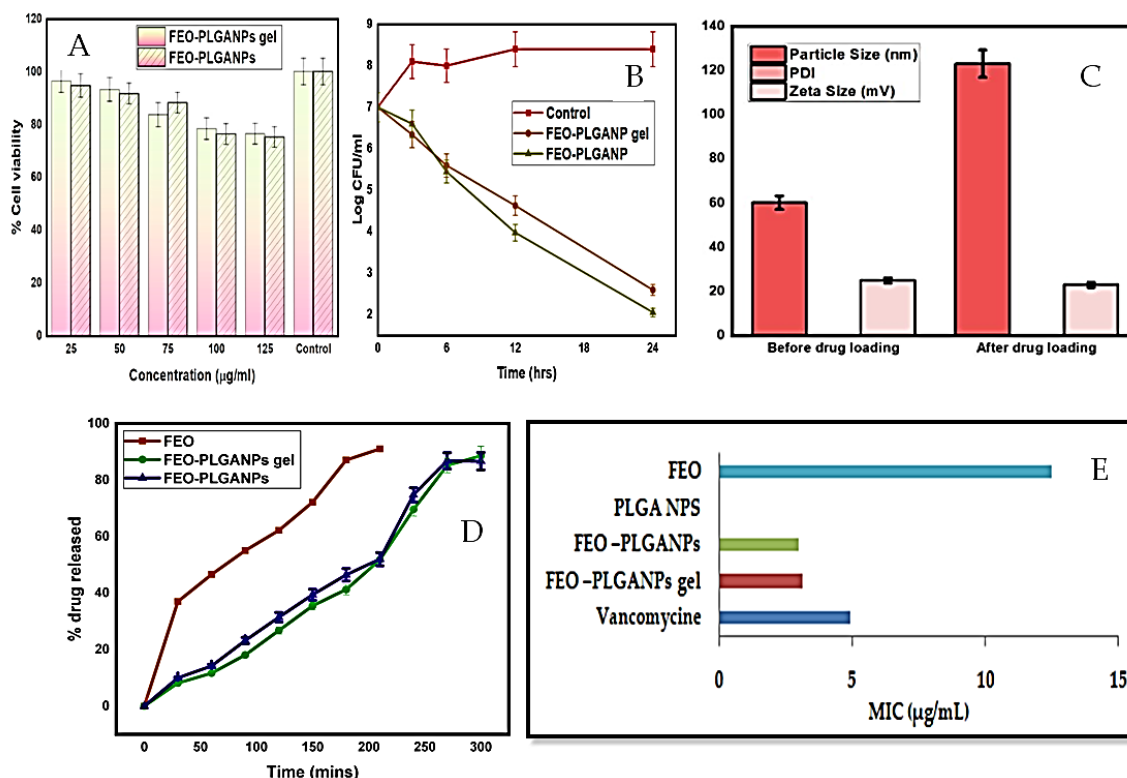 A
FEO-PLGANPs gel
FEO-PLGANPs
% Cell viability
120
100
80
60
40
20
0
25 50 75 100 125 Control
Concentration (μg/ml)
B
Control
FEO-PLGANP gel
FEO-PLGANP
Log CFU/ml
9
8
7
6
5
4
3
2
0 6 12 18 24
Time (hrs)
C
Particle Size (nm)
PDI
Zeta Size (mV)
140
120
100
80
60
40
20
0
Before drug loading After drug loading
D
FEO
FEO-PLGANPs gel
FEO-PLGANPs
% drug released
100
80
60
40
20
0
0 50 100 150 200 250 300
Time (mins)
E
FEO
PLGA NPS
FEO –PLGANPs
FEO –PLGANPs gel
Vancomycine
0 5 10 15
MIC (μg/mL)